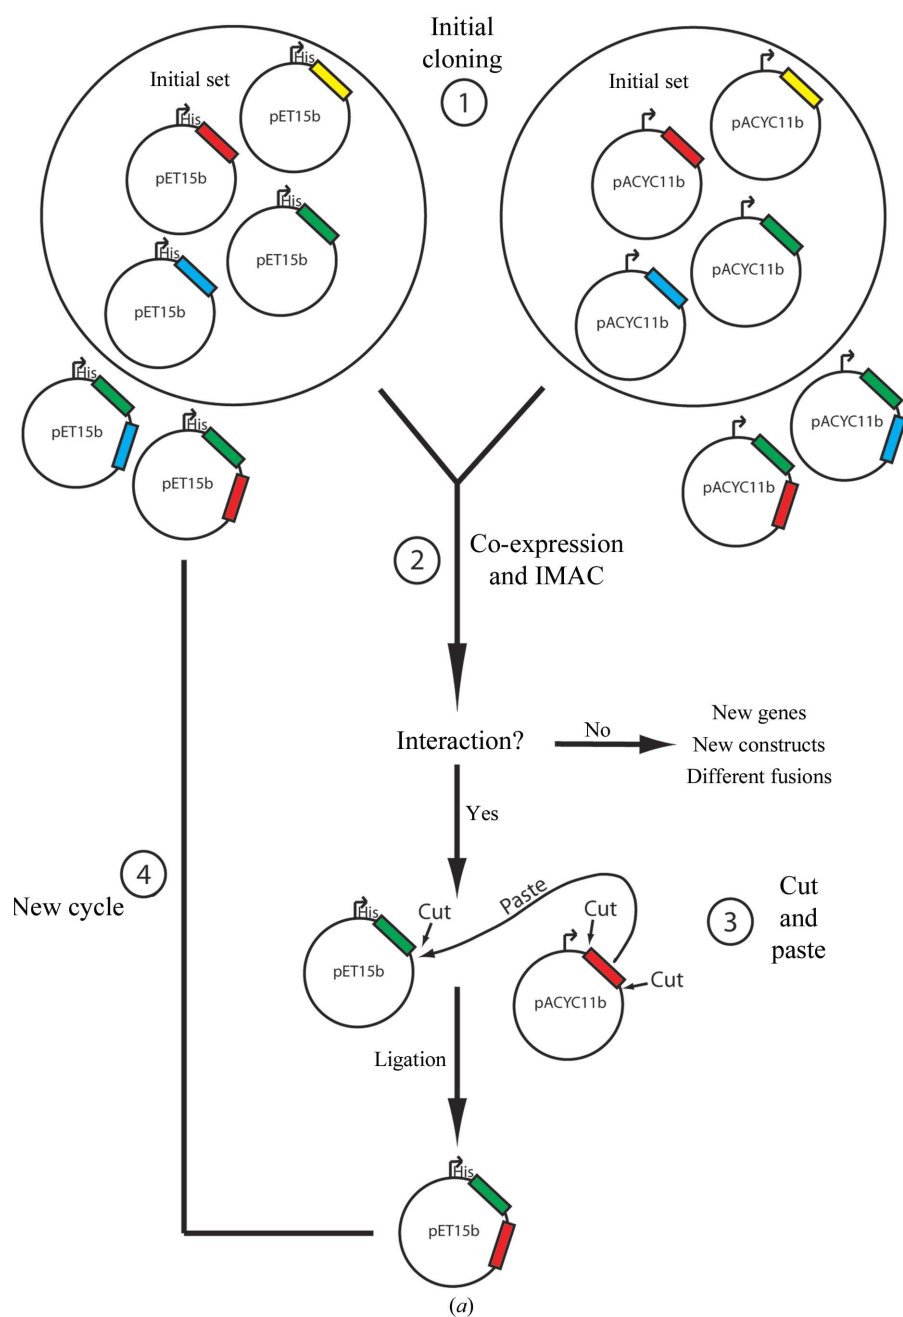 Initial
cloning
1
Initial set
His
pET15b
His
pET15b
His
pET15b
His
pET15b
Initial set
pACYC11b
pACYC11b
pACYC11b
pACYC11b
His
pET15b
His
pET15b
pACYC11b
pACYC11b
2
Co-expression
and IMAC
Interaction?
No
New genes
New constructs
Different fusions
Yes
4
New cycle
His
Cut
pET15b
Paste
Cut
pACYC11b
Cut
3
Cut
and
paste
Ligation
His
pET15b
(a)